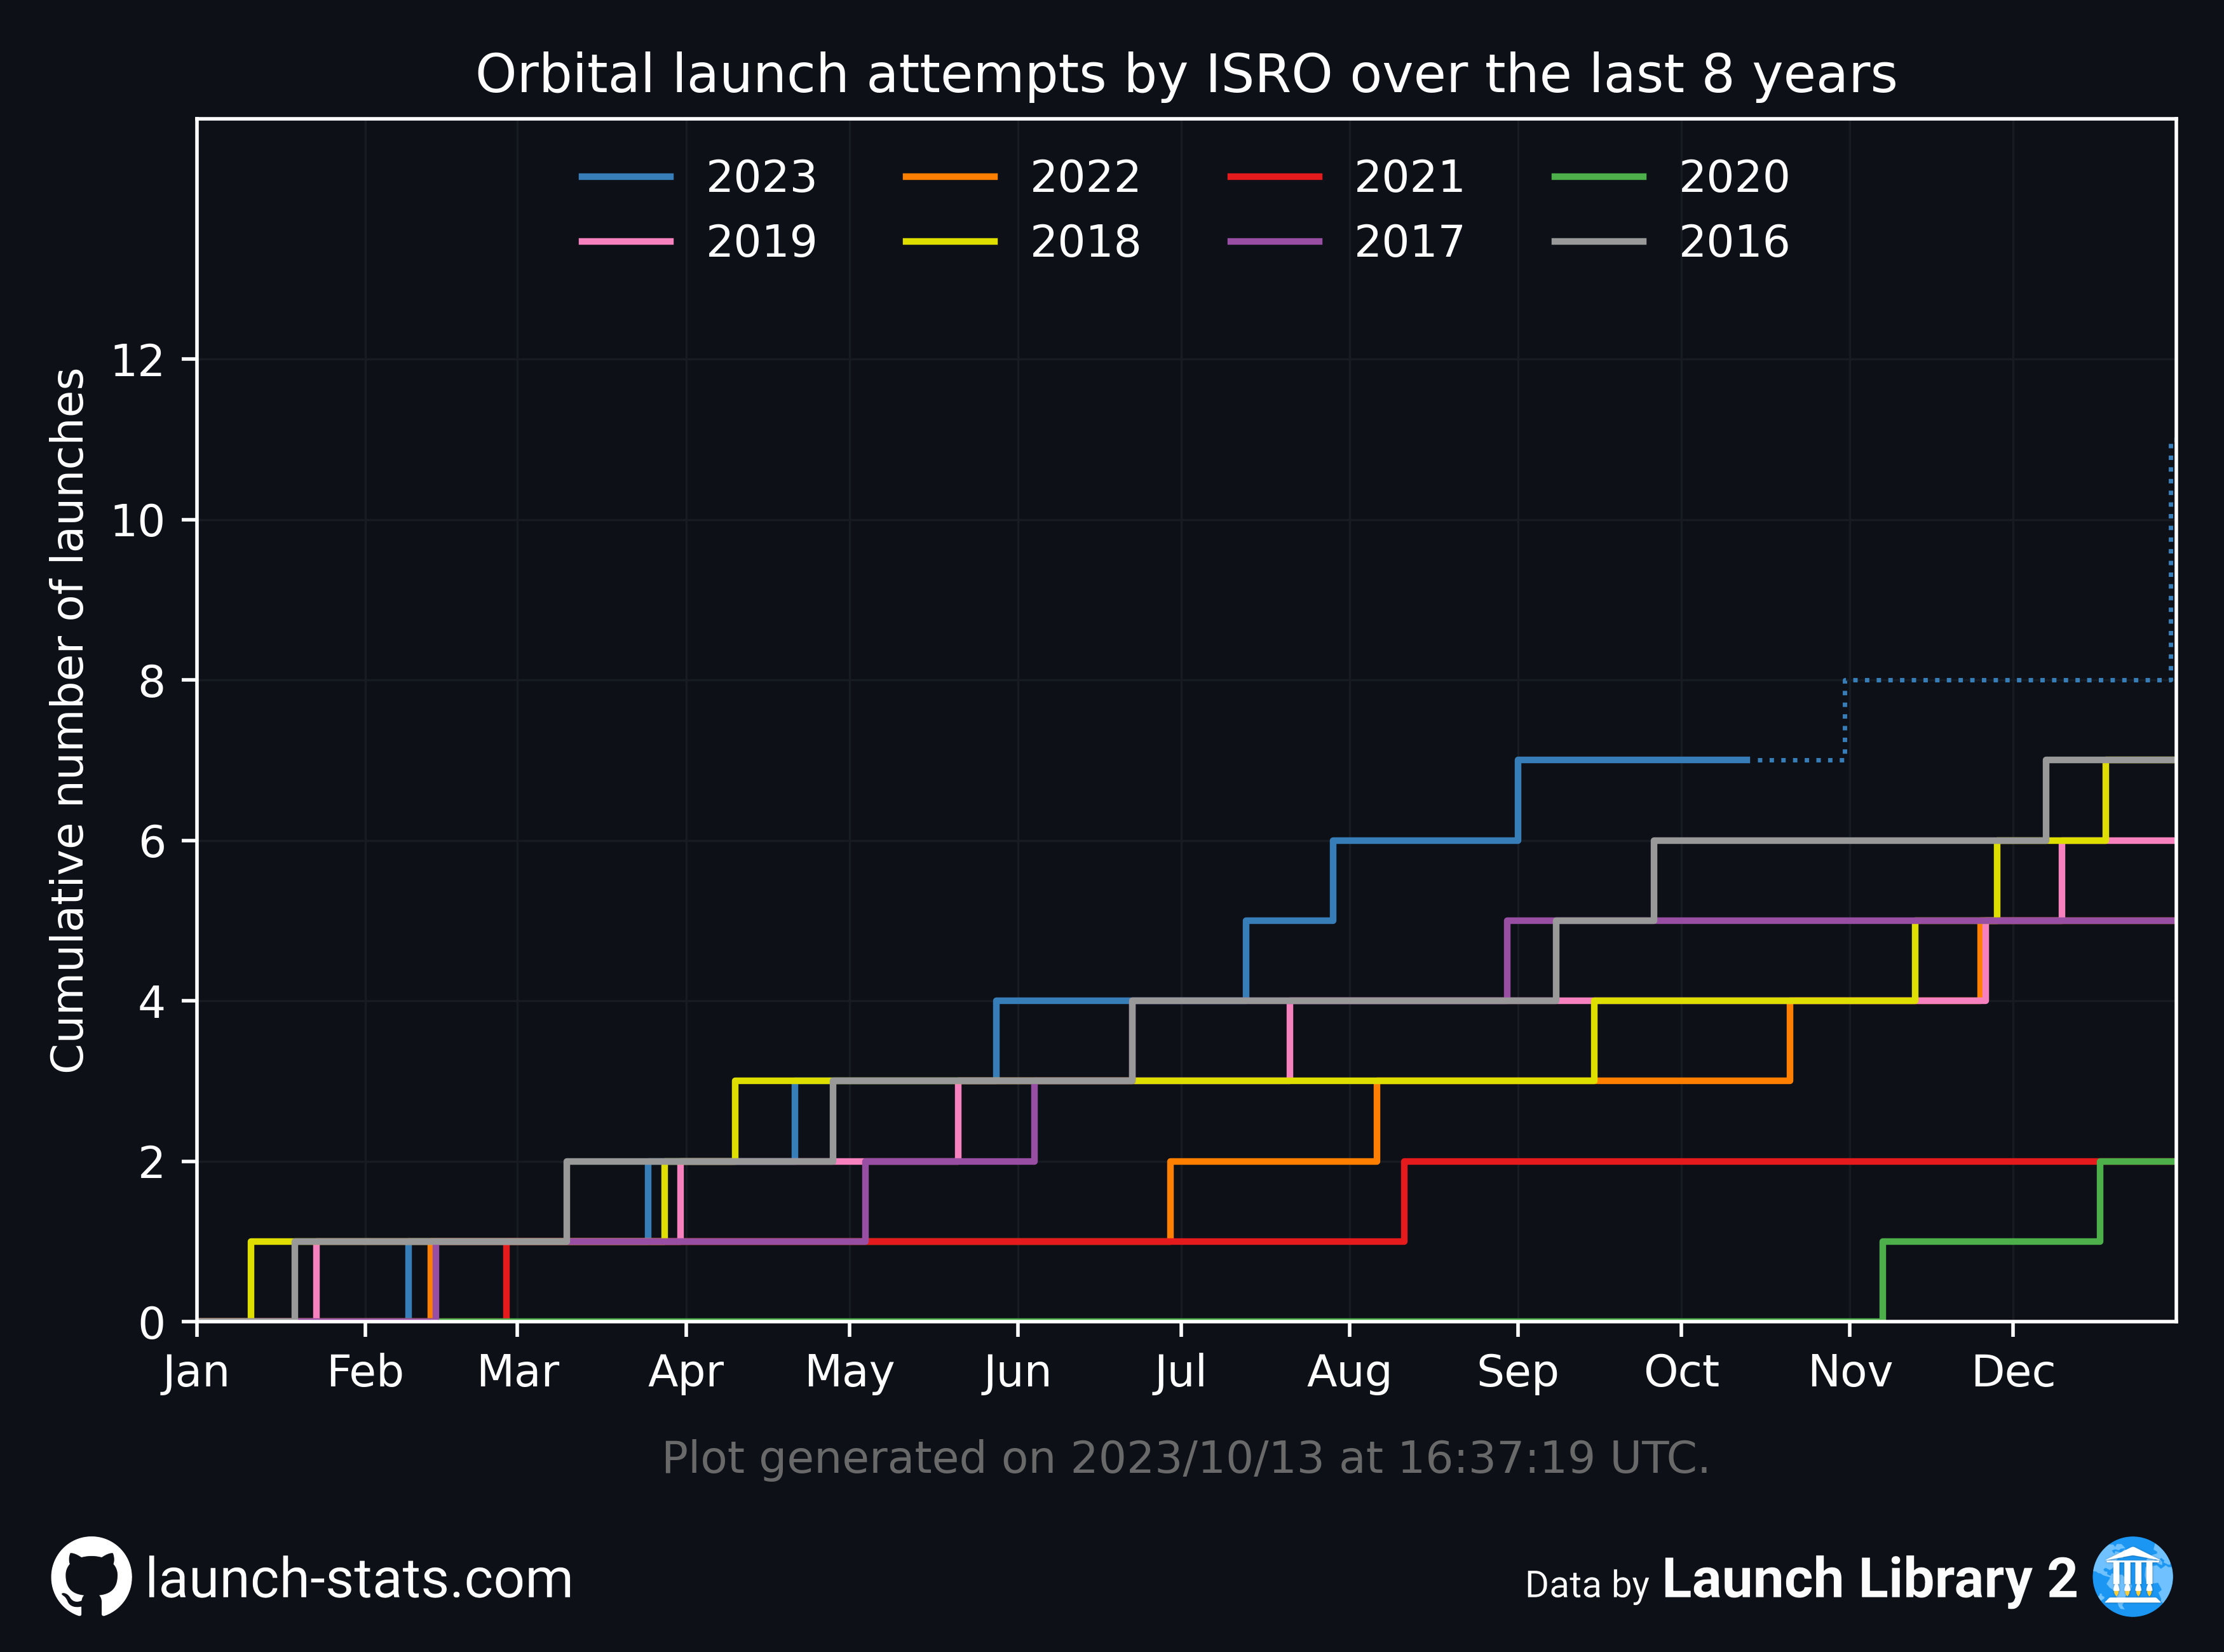 Orbital launch attempts by ISRO over the last 8 years
2023 2022 2021 2020
2019 2018 2017 2016
Cumulative number of launches
12
10
8
6
4
2
0
Jan Feb Mar Apr May Jun Jul Aug Sep Oct Nov Dec
Plot generated on 2023/10/13 at 16:37:19 UTC.
launch-stats.com
Data by Launch Library 2